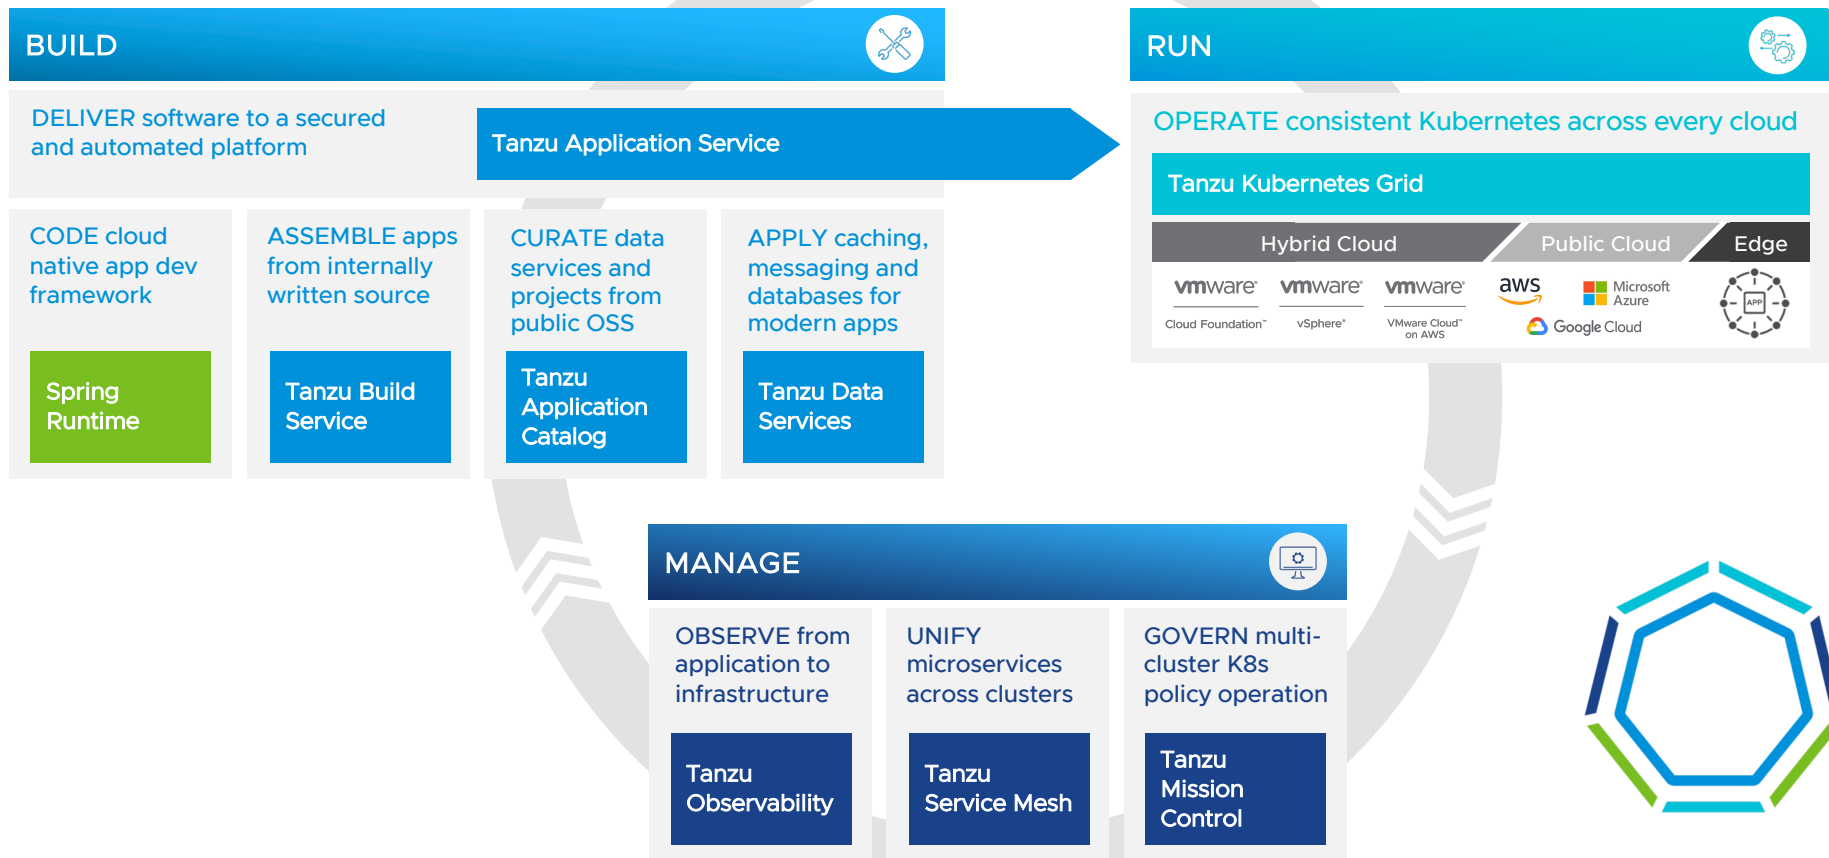 BUILD
DELIVER software to a secured
and automated platform
Tanzu Application Service
CODE cloud
native app dev
framework
Spring
Runtime
ASSEMBLE apps
from internally
written source
Tanzu Build
Service
CURATE data
services and
projects from
public OSS
Tanzu
Application
Catalog
APPLY caching,
messaging and
databases for
modern apps
Tanzu Data
Services
RUN
OPERATE consistent Kubernetes across every cloud
Tanzu Kubernetes Grid
Hybrid Cloud
Public Cloud
Edge
vmware®
Cloud Foundation™
vmware®
vSphere®
vmware®
VMware Cloud™
on AWS
aws
Microsoft
Azure
Google Cloud
APP
MANAGE
OBSERVE from
application to
infrastructure
Tanzu
Observability
UNIFY
microservices
across clusters
Tanzu
Service Mesh
GOVERN multi-
cluster K8s
policy operation
Tanzu
Mission
Control